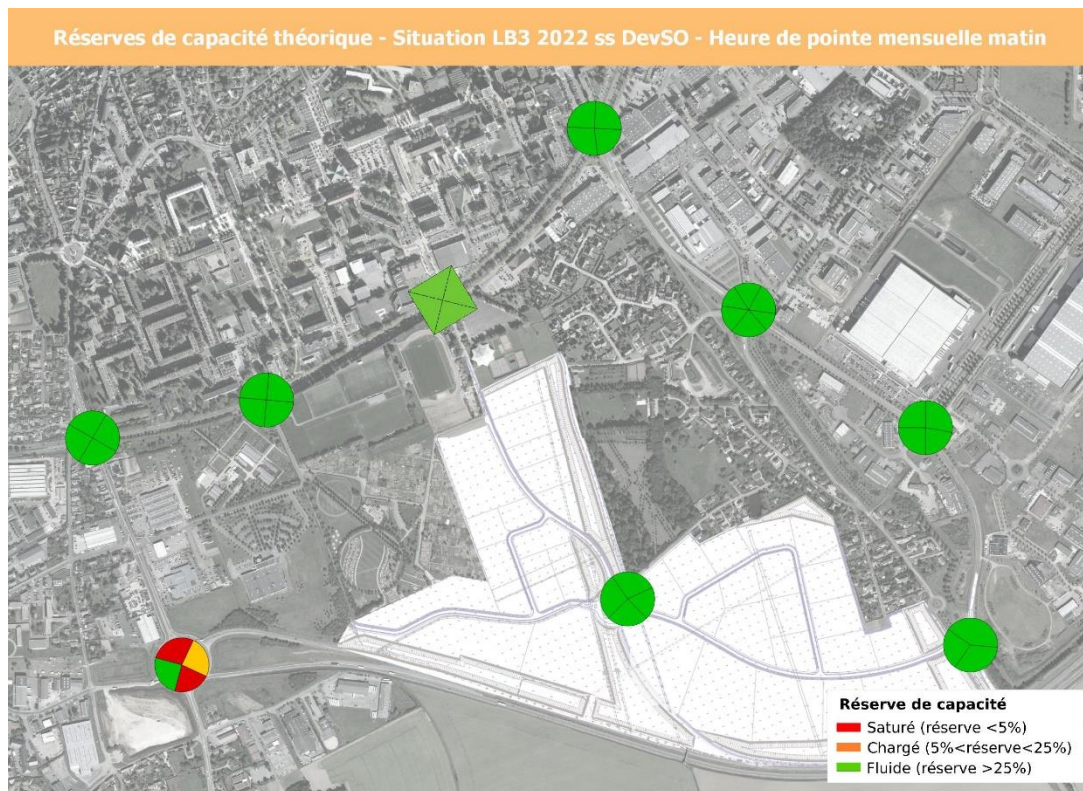 Réserves de capacité théorique - Situation LB3 2022 ss DevSO - Heure de pointe mensuelle matin
Réserve de capacité
Saturé (réserve <5%)
Chargé (5%<réserve<25%)
Fluide (réserve >25%)